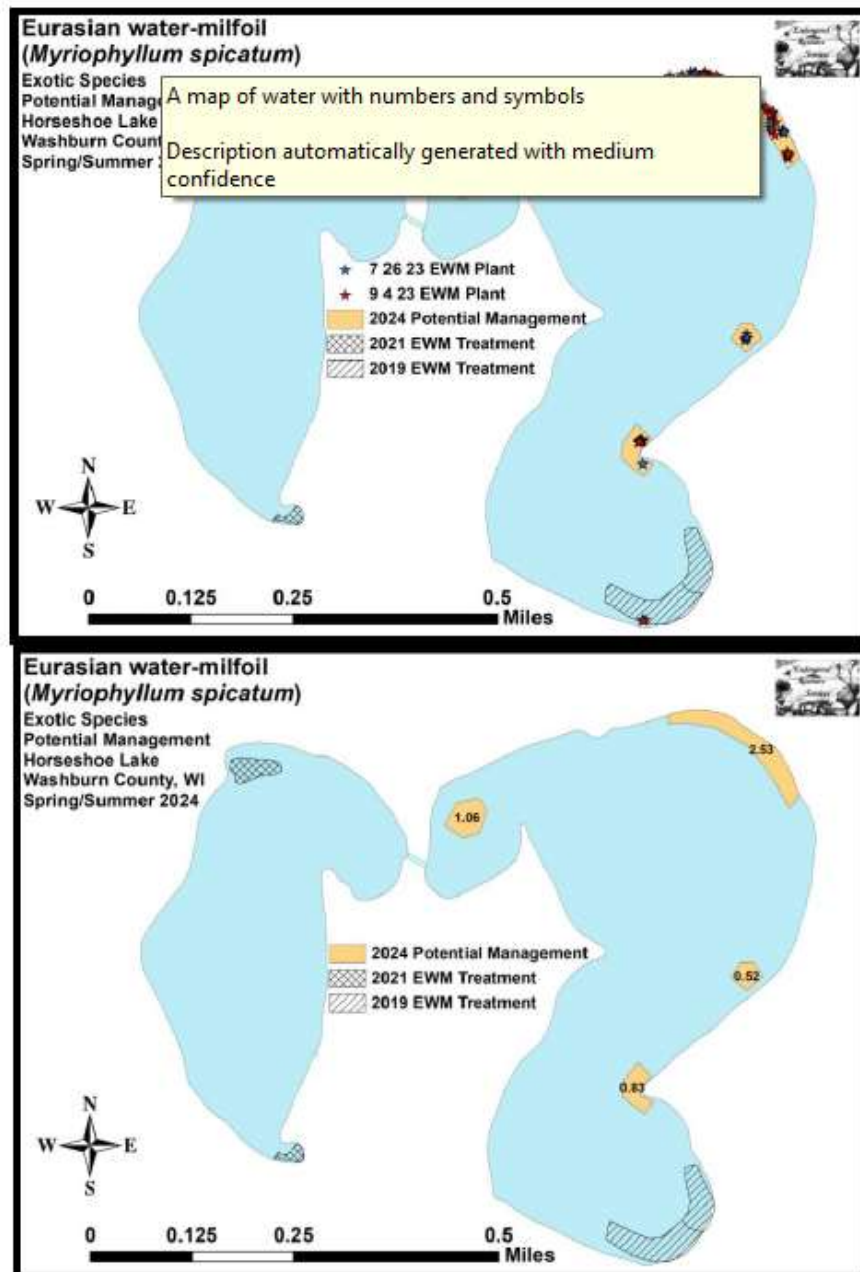 Eurasian water-milfoil
(Myriophyllum spicatum)
Exotic Species
Potential Manage
Horseshoe Lake
Washburn Count
Spring/Summer
A map of water with numbers and symbols
Description automatically generated with medium
confidence
7 26 23 EWM Plant
9 4 23 EWM Plant
2024 Potential Management
2021 EWM Treatment
2019 EWM Treatment
N
W E
S
0 0.125 0.25 0.5
Miles
Eurasian water-milfoil
(Myriophyllum spicatum)
Exotic Species
Potential Management
Horseshoe Lake
Washburn County, WI
Spring/Summer 2024
2.53
1.06
2024 Potential Management
2021 EWM Treatment
2019 EWM Treatment
0.52
0.83
N
W E
S
0 0.125 0.25 0.5
Miles